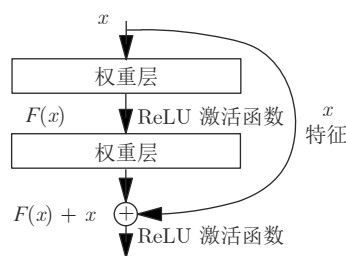 x
权重层
F(x) ReLU 激活函数
x
特征
权重层
F(x) + x
ReLU 激活函数